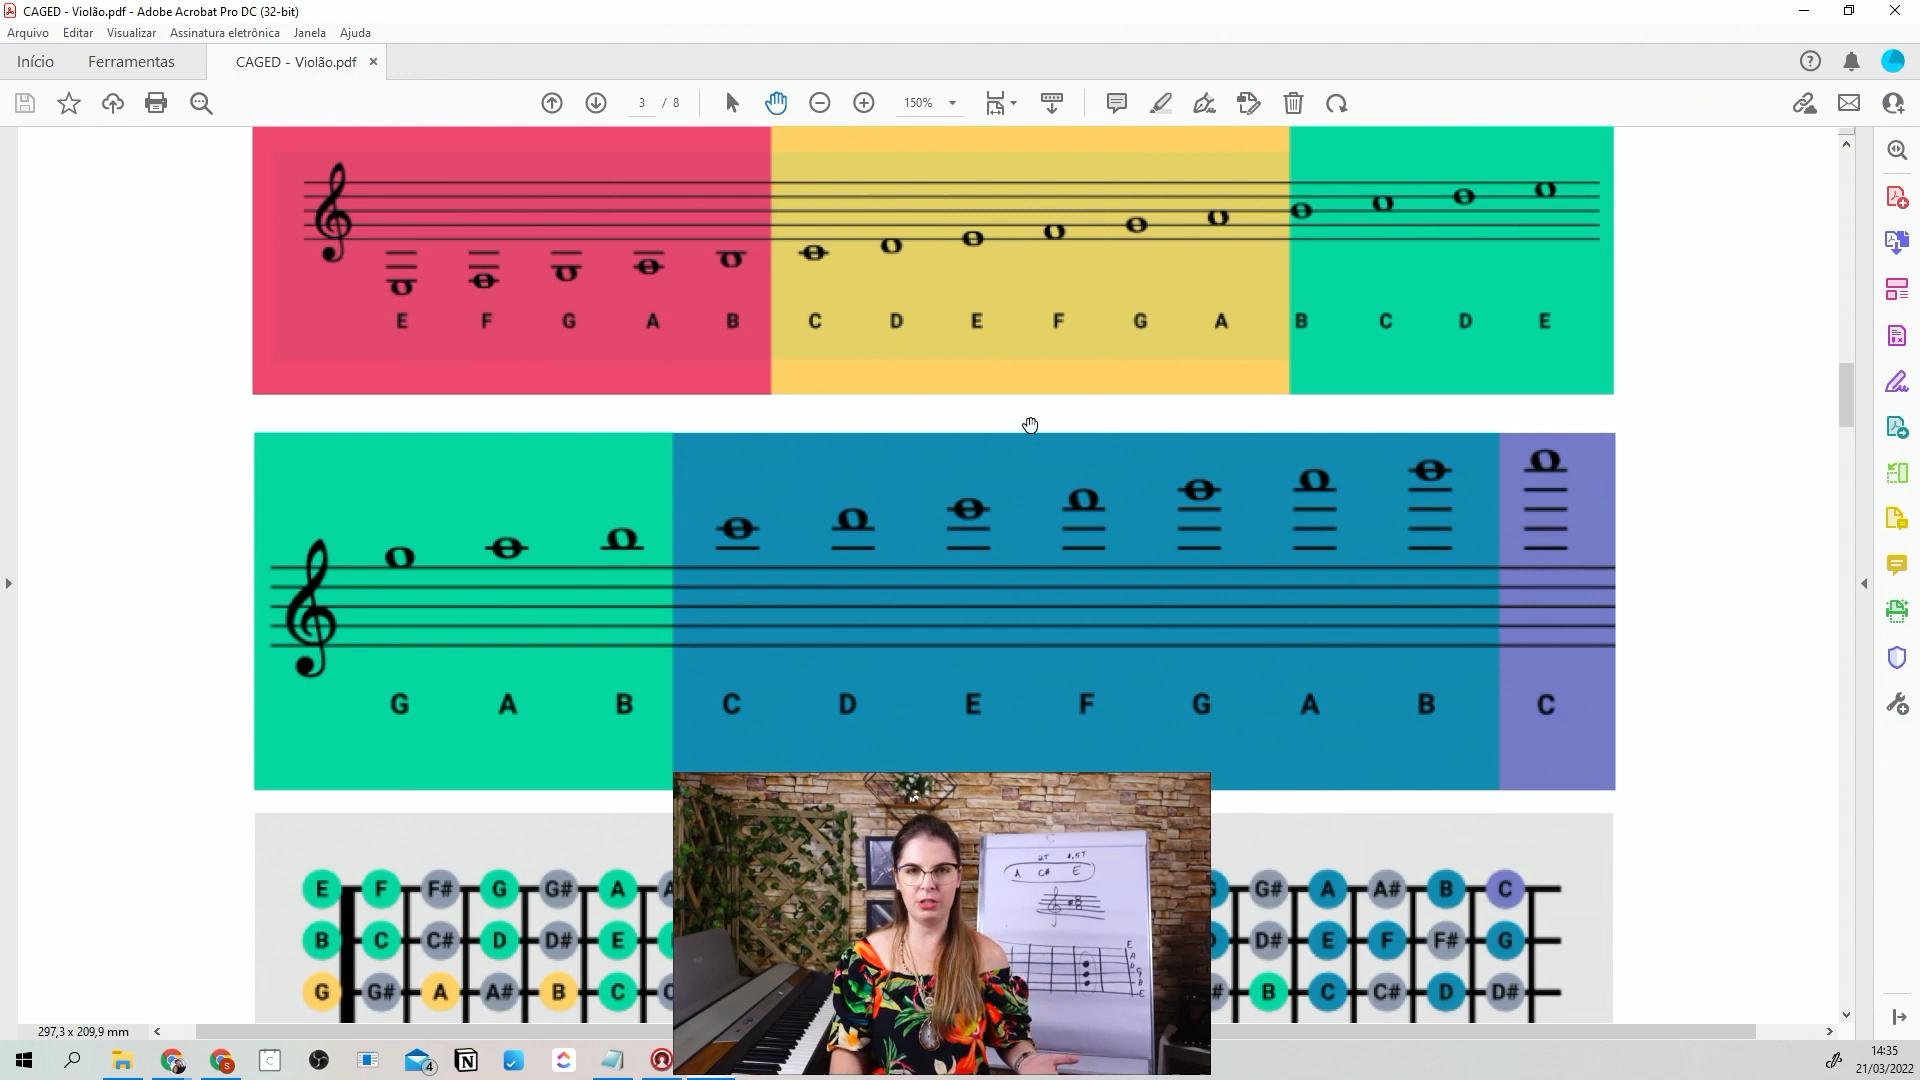 CAGED - Violão.pdf - Adobe Acrobat Pro DC (32-bit)
Arquivo Editar Visualizar Assinatura eletrônica Janela Ajuda
Início Ferramentas CAGED - Violão.pdf
3 / 8 150%
E F G A B C D E F G A B C D E
G A B C D E F G A B C
E F F# G G# A G# A A# B C
B C C# D D# E D# E F F# G
G G# A A# B C B C C# D D#
A C# E
E
A
D
G
B
E
297,3 x 209,9 mm
4
14:35
21/03/2022